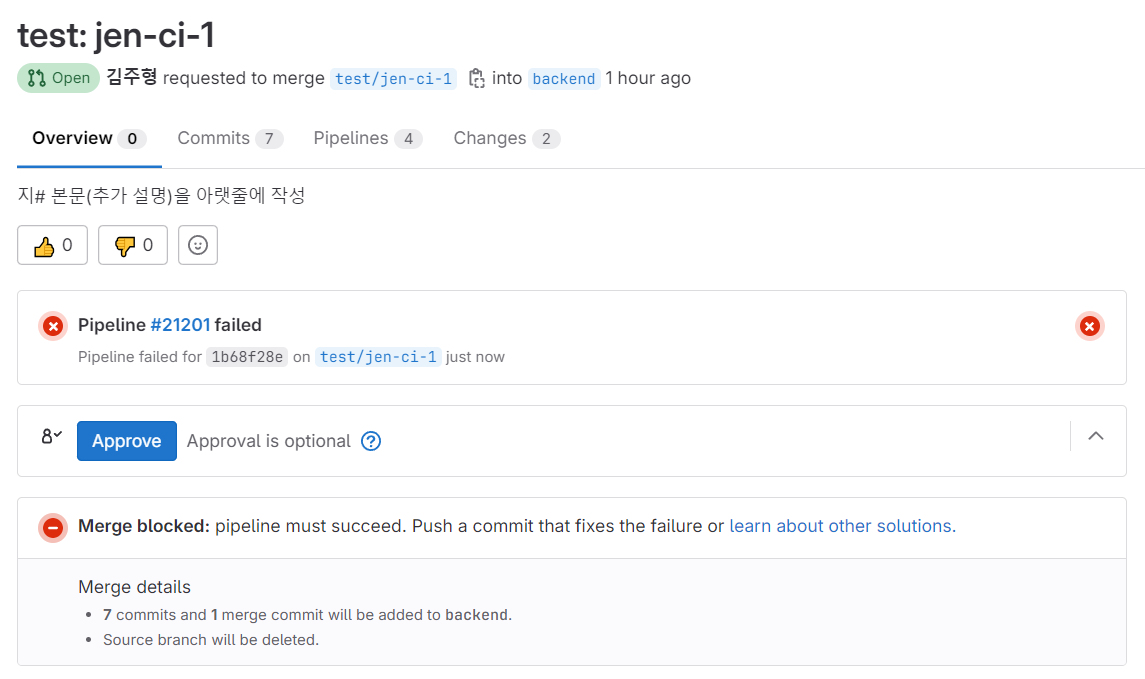 test: jen-ci-1
Open 김주형 requested to merge test/jen-ci-1 into backend 1 hour ago
Overview 0 Commits 7 Pipelines 4 Changes 2
지# 본문(추가 설명)을 아랫줄에 작성
👍 0 👎 0
Pipeline #21201 failed
Pipeline failed for 1b68f28e on test/jen-ci-1 just now
Approve Approval is optional
Merge blocked: pipeline must succeed. Push a commit that fixes the failure or learn about other solutions.
Merge details
• 7 commits and 1 merge commit will be added to backend.
• Source branch will be deleted.